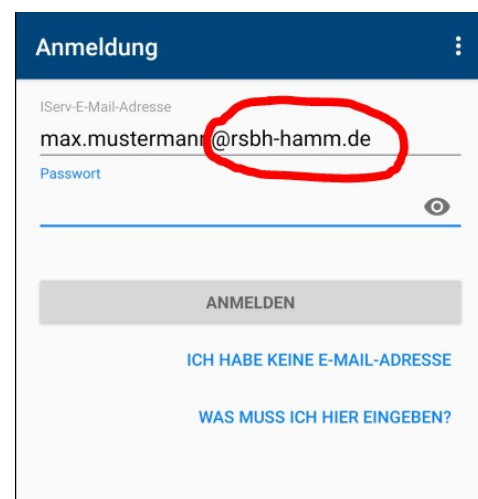 Anmeldung
IServ-E-Mail-Adresse
max.mustermann@rsbh-hamm.de
Passwort
ANMELDEN
ICH HABE KEINE E-MAIL-ADRESSE
WAS MUSS ICH HIER EINGEBEN?